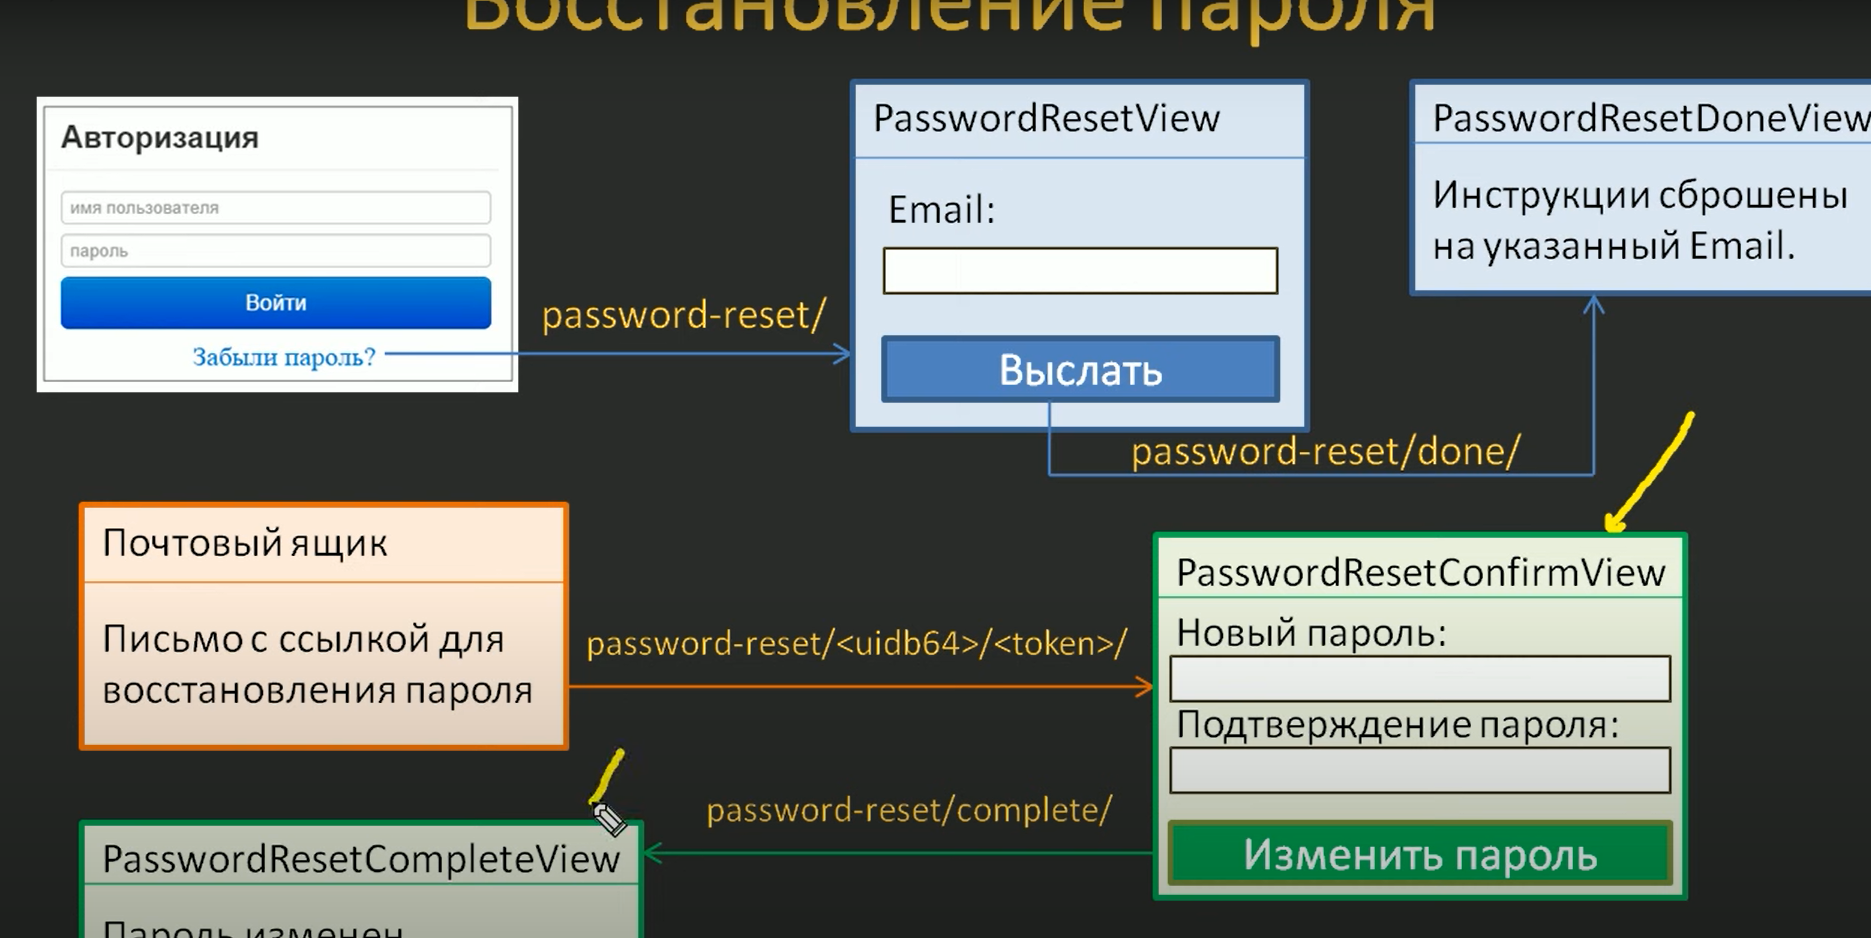 Восстановление пароля
Авторизация
имя пользователя
пароль
Войти
Забыли пароль?
password-reset/
PasswordResetView
Email:
Выслать
password-reset/done/
PasswordResetDoneView
Инструкции сброшены
на указанный Email.
Почтовый ящик
Письмо с ссылкой для
восстановления пароля
password-reset/<uidb64>/<token>/
PasswordResetConfirmView
Новый пароль:
Подтверждение пароля:
Изменить пароль
password-reset/complete/
PasswordResetCompleteView
Пароль изменен